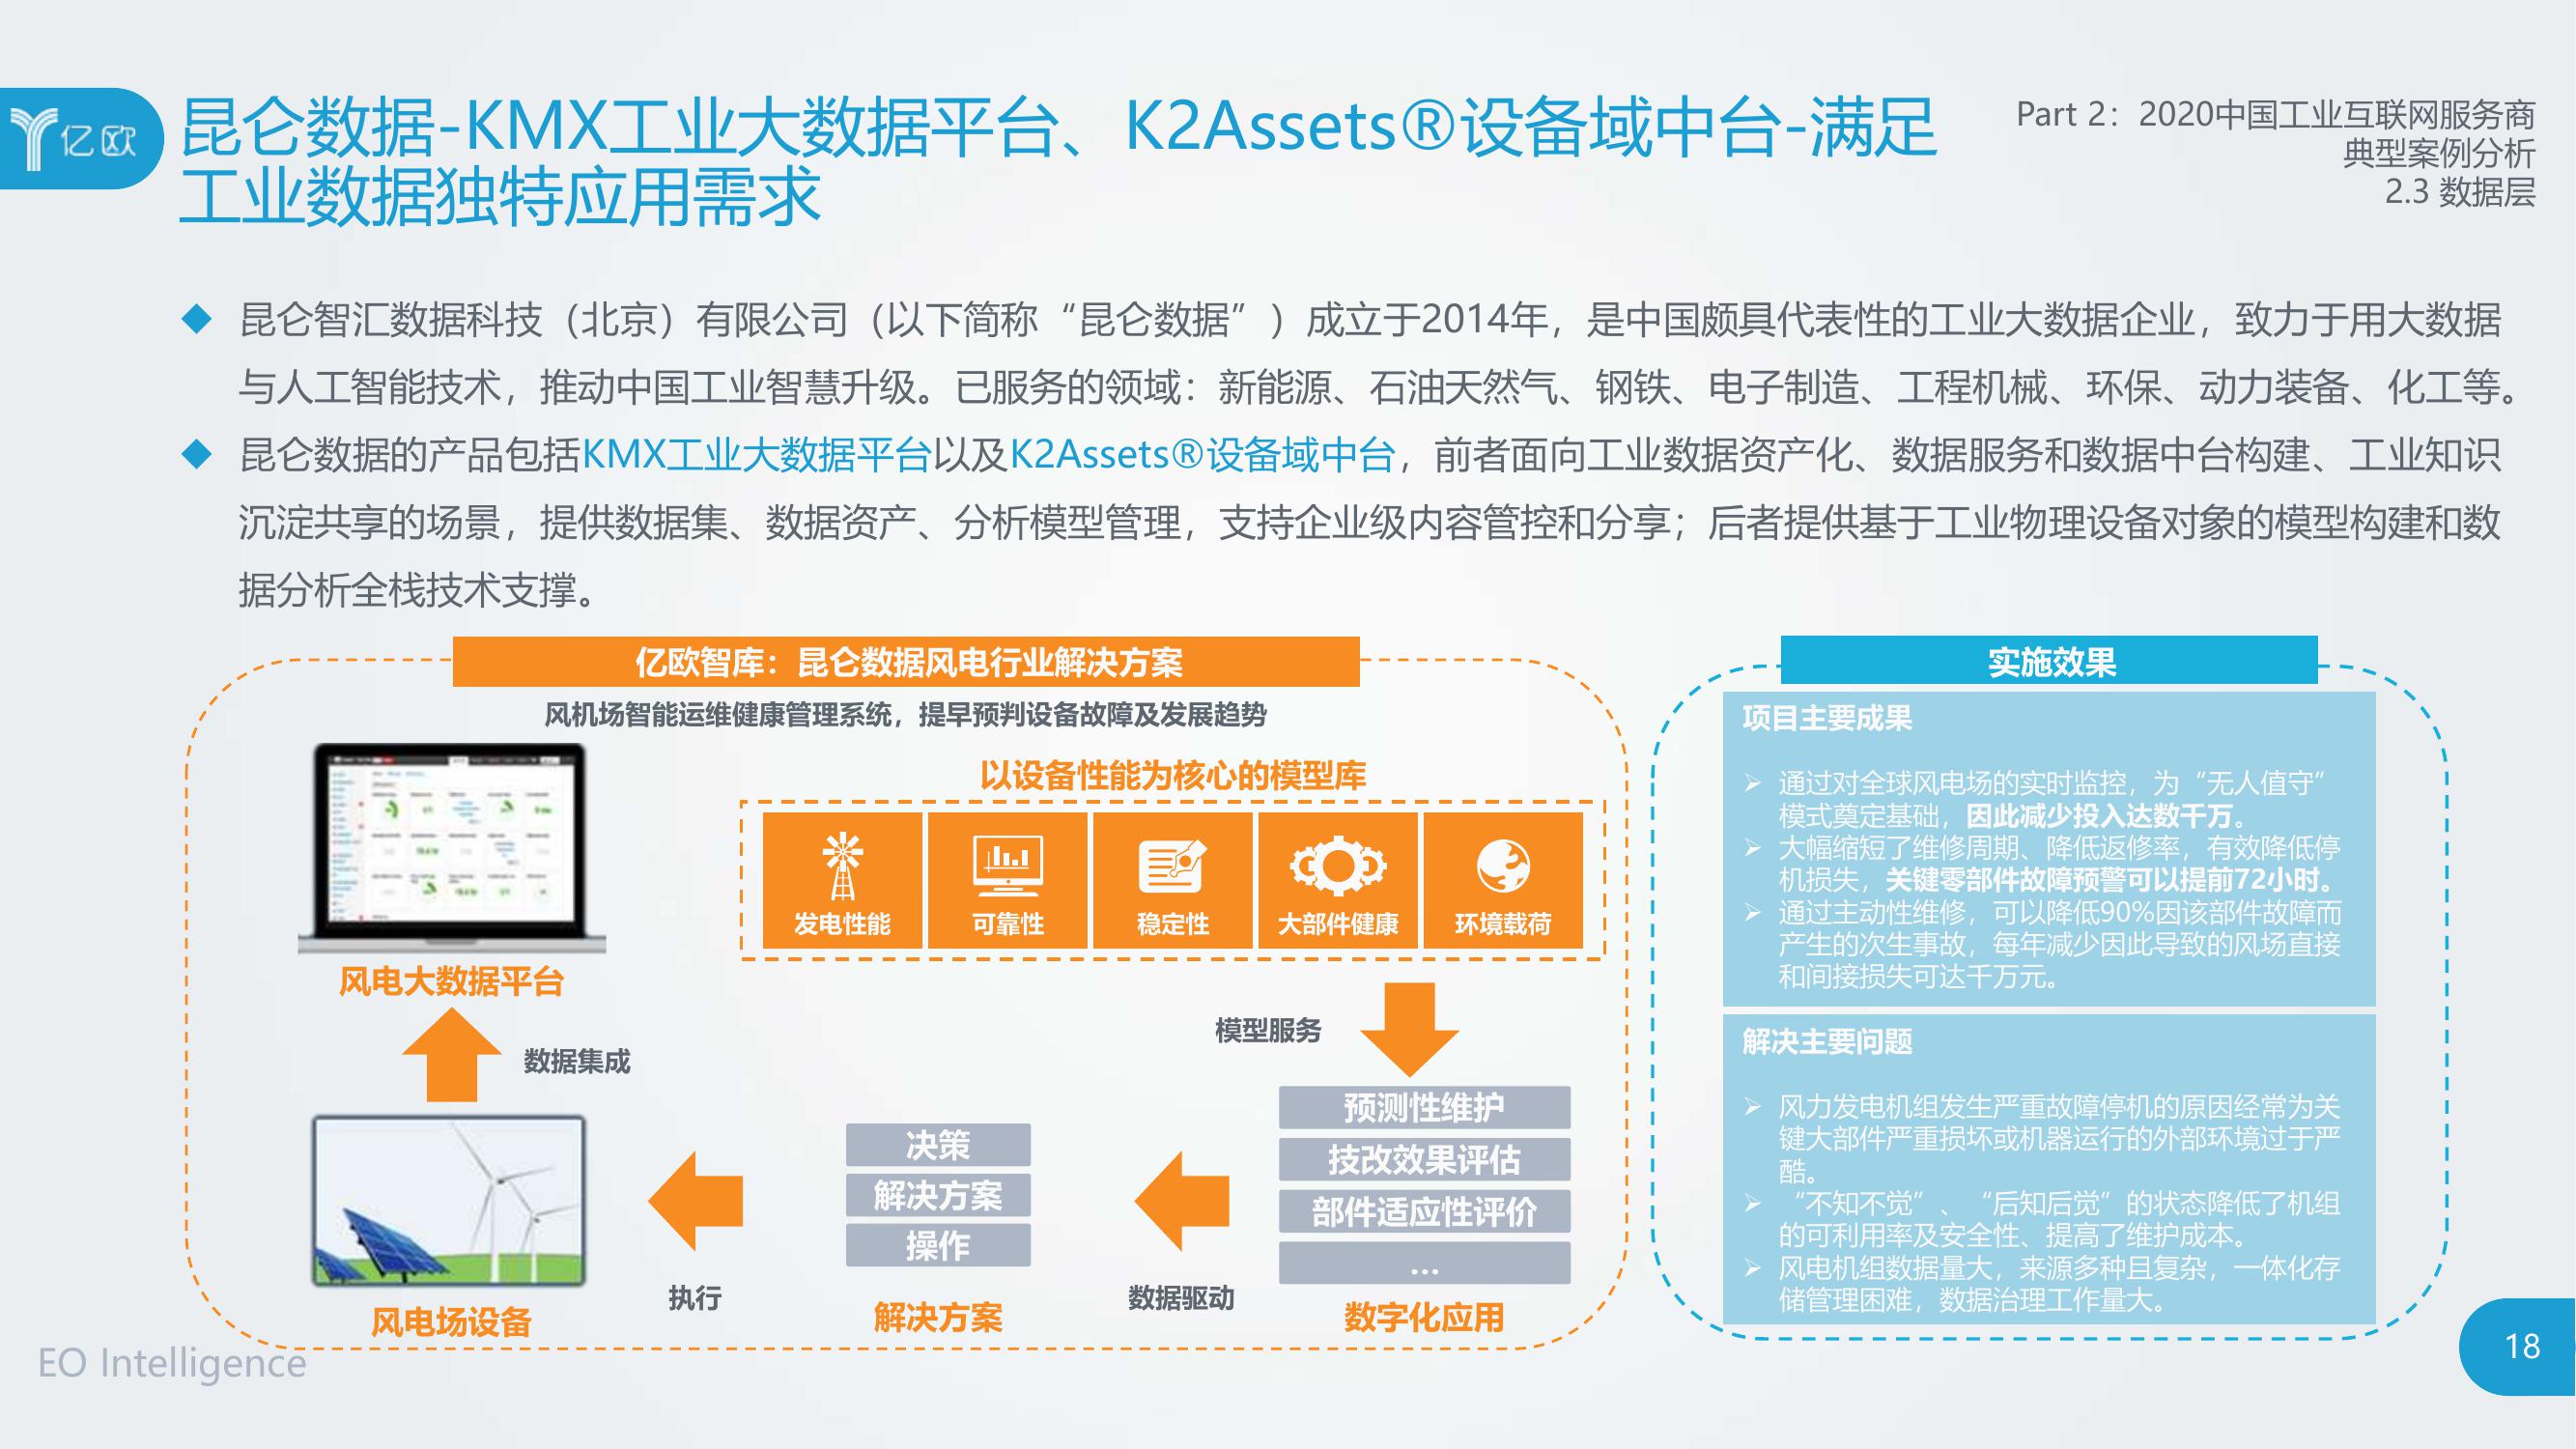 亿欧
昆仑数据-KMX工业大数据平台、K2Assets®设备域中台-满足
工业数据独特应用需求
Part 2：2020中国工业互联网服务商
典型案例分析
2.3 数据层
昆仑智汇数据科技（北京）有限公司（以下简称“昆仑数据”）成立于2014年，是中国颇具代表性的工业大数据企业，致力于用大数据
与人工智能技术，推动中国工业智慧升级。已服务的领域：新能源、石油天然气、钢铁、电子制造、工程机械、环保、动力装备、化工等。
昆仑数据的产品包括KMX工业大数据平台以及K2Assets®设备域中台，前者面向工业数据资产化、数据服务和数据中台构建、工业知识
沉淀共享的场景，提供数据集、数据资产、分析模型管理，支持企业级内容管控和分享；后者提供基于工业物理设备对象的模型构建和数
据分析全栈技术支撑。
亿欧智库：昆仑数据风电行业解决方案
风机场智能运维健康管理系统，提早预判设备故障及发展趋势
以设备性能为核心的模型库
发电性能
可靠性
稳定性
大部件健康
环境载荷
风电大数据平台
数据集成
模型服务
预测性维护
技改效果评估
部件适应性评价
...
数字化应用
数据驱动
决策
解决方案
操作
解决方案
执行
风电场设备
实施效果
项目主要成果
通过对全球风电场的实时监控，为“无人值守”
模式奠定基础，因此减少投入达数千万。
大幅缩短了维修周期、降低返修率，有效降低停
机损失，关键零部件故障预警可以提前72小时。
通过主动性维修，可以降低90%因该部件故障而
产生的次生事故，每年减少因此导致的风场直接
和间接损失可达千万元。
解决主要问题
风力发电机组发生严重故障停机的原因经常为关
键大部件严重损坏或机器运行的外部环境过于严
酷。
“不知不觉”、“后知后觉”的状态降低了机组
的可利用率及安全性、提高了维护成本。
风电机组数据量大，来源多种且复杂，一体化存
储管理困难，数据治理工作量大。
EO Intelligence
18